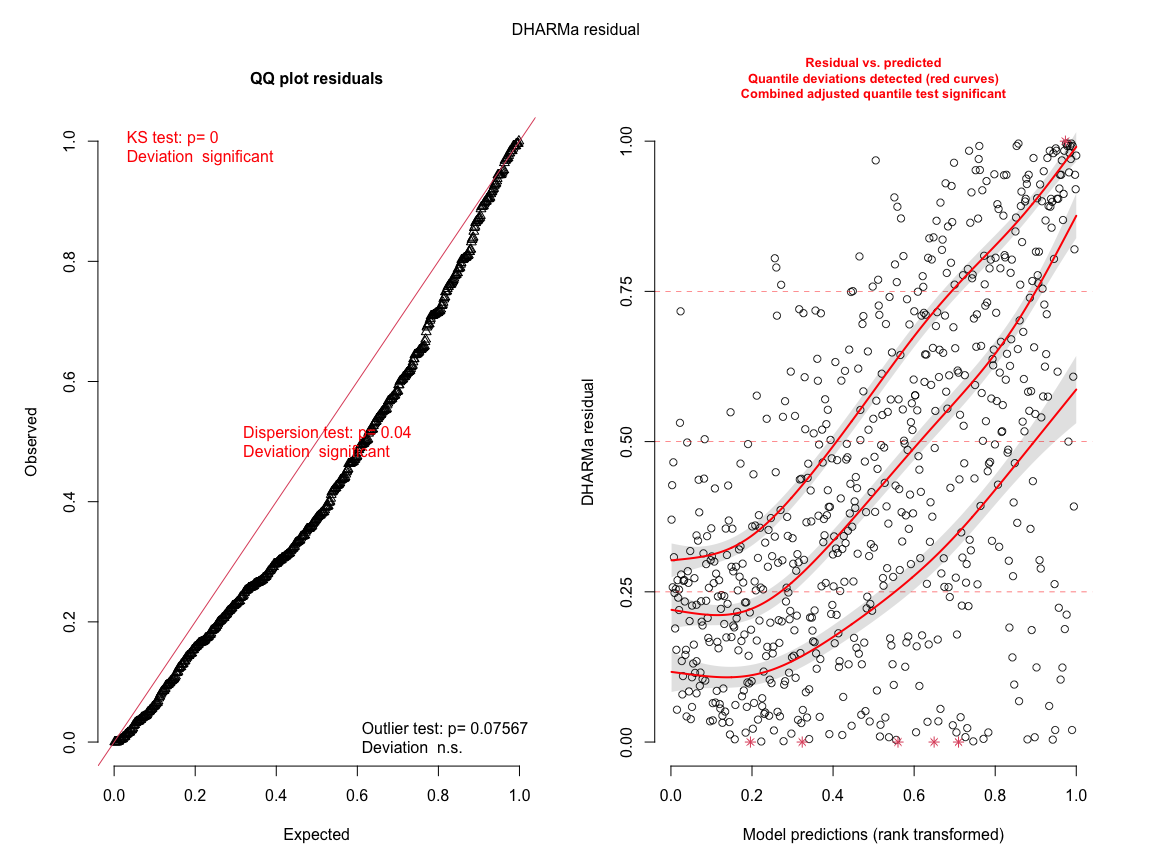 DHARMa residual
QQ plot residuals
KS test: p= 0
Deviation  significant
Dispersion test: p= 0.04
Deviation  significant
Outlier test: p= 0.07567
Deviation  n.s.
Observed
0.0
0.2
0.4
0.6
0.8
1.0
0.0 0.2 0.4 0.6 0.8 1.0
Expected
Residual vs. predicted
Quantile deviations detected (red curves)
Combined adjusted quantile test significant
DHARMa residual
0.00
0.25
0.50
0.75
1.00
0.0 0.2 0.4 0.6 0.8 1.0
Model predictions (rank transformed)